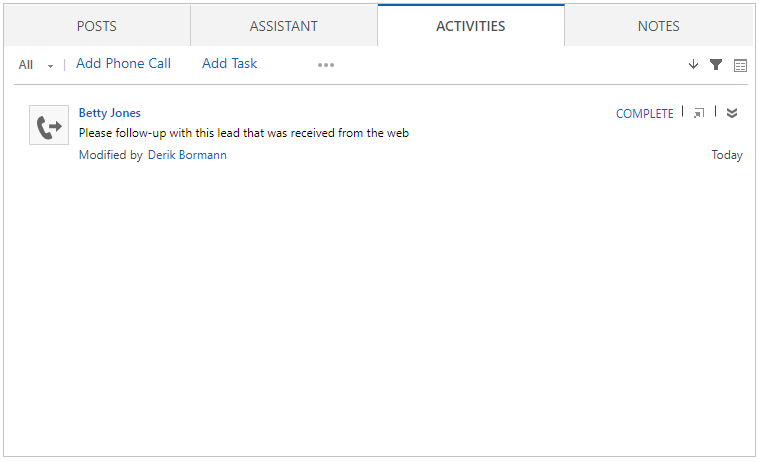 POSTS ASSISTANT ACTIVITIES NOTES
All | Add Phone Call Add Task •••
Betty Jones COMPLETE | |
Please follow-up with this lead that was received from the web
Modified by Derik Bormann Today